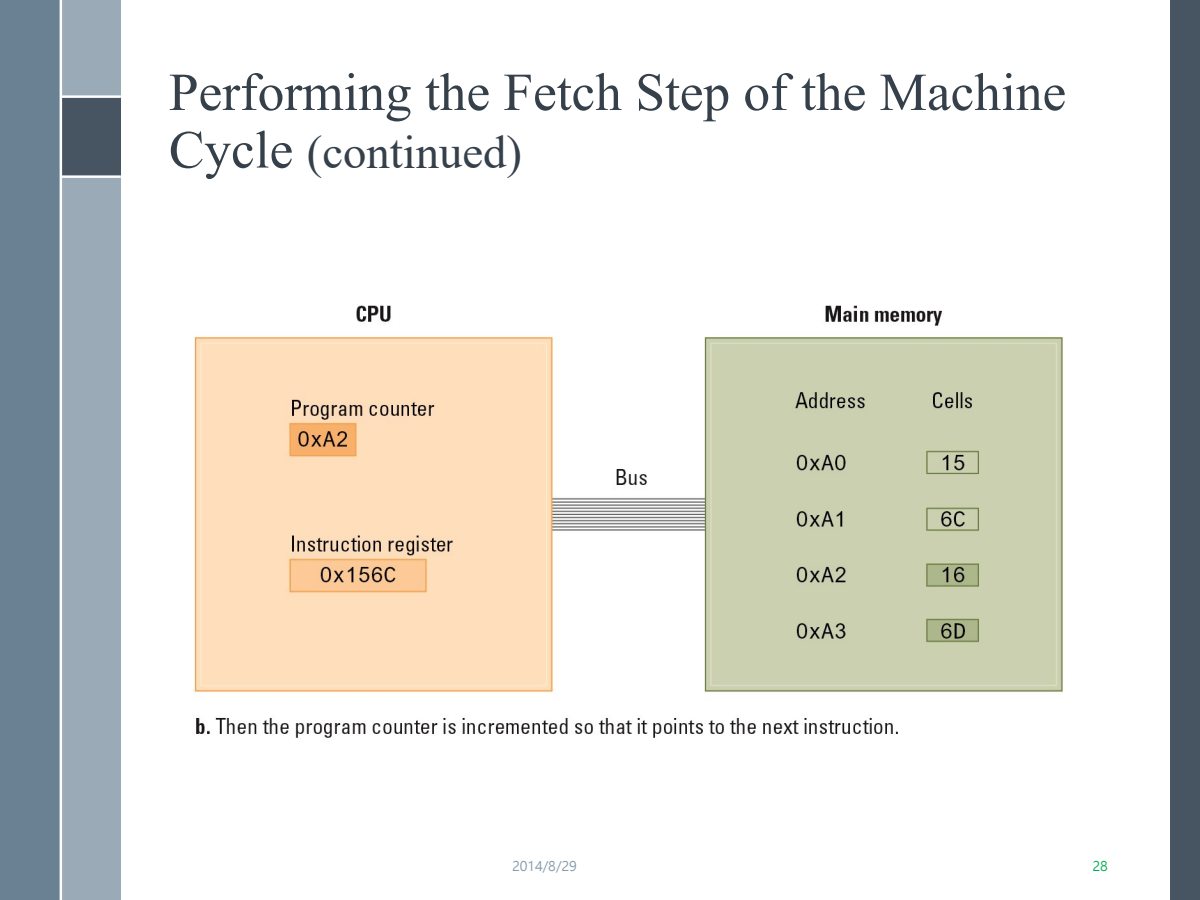 Performing the Fetch Step of the Machine
Cycle (continued)
CPU
Main memory
Program counter
0xA2
Instruction register
0x156C
Bus
Address Cells
0xA0 15
0xA1 6C
0xA2 16
0xA3 6D
b. Then the program counter is incremented so that it points to the next instruction.
2014/8/29
28